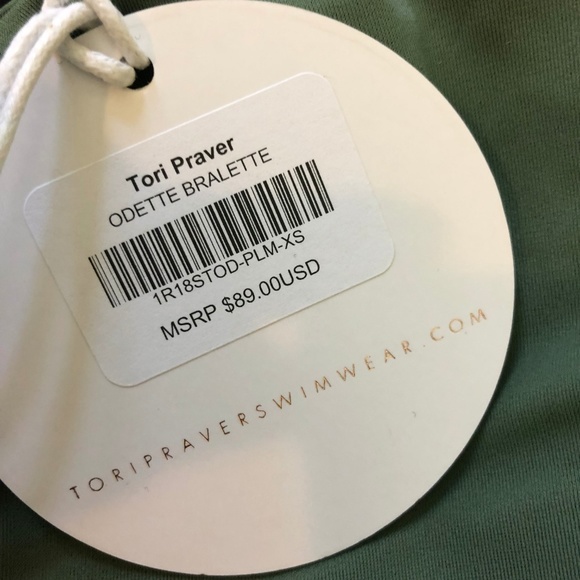 Tori Praver
ODETTE BRALETTE
1R18STOD-PLM-XS
MSRP $89.00USD
TORIPRAVERSWIMWEAR.COM